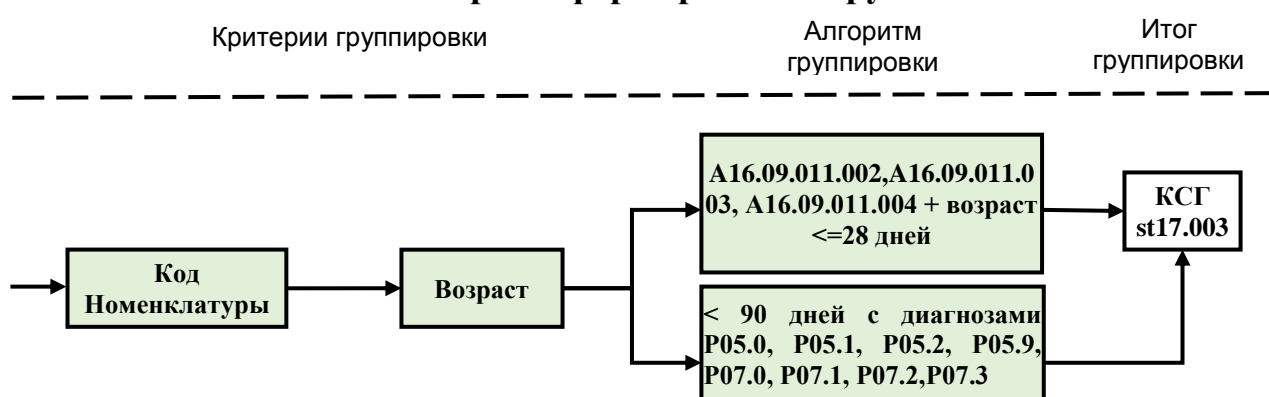 Критерии группировки
Алгоритм
группировки
Итог
группировки
А16.09.011.002,А16.09.011.0
03, А16.09.011.004 + возраст
<=28 дней
КСГ
st17.003
Код
Номенклатуры
Возраст
< 90 дней с диагнозами
Р05.0, Р05.1, Р05.2, Р05.9,
Р07.0, Р07.1, Р07.2,Р07.3